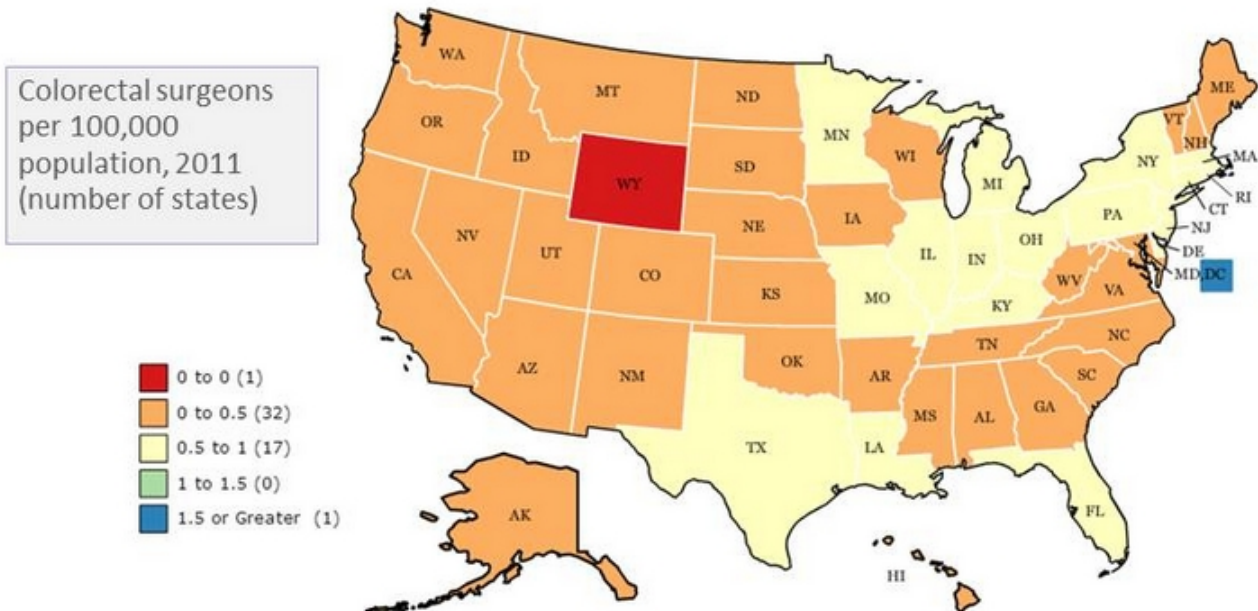 Colorectal surgeons
per 100,000
population, 2011
(number of states)
WA
MT
ND
MN
ME
VT
NH
OR
ID
WY
SD
WI
MI
NY
MA
RI
CT
NV
UT
CO
NE
IA
IL
IN
OH
PA
NJ
DE
MD,DC
CA
KS
MO
KY
WV
VA
AZ
NM
OK
AR
TN
NC
SC
MS
AL
GA
TX
LA
FL
AK
HI
0 to 0 (1)
0 to 0.5 (32)
0.5 to 1 (17)
1 to 1.5 (0)
1.5 or Greater (1)